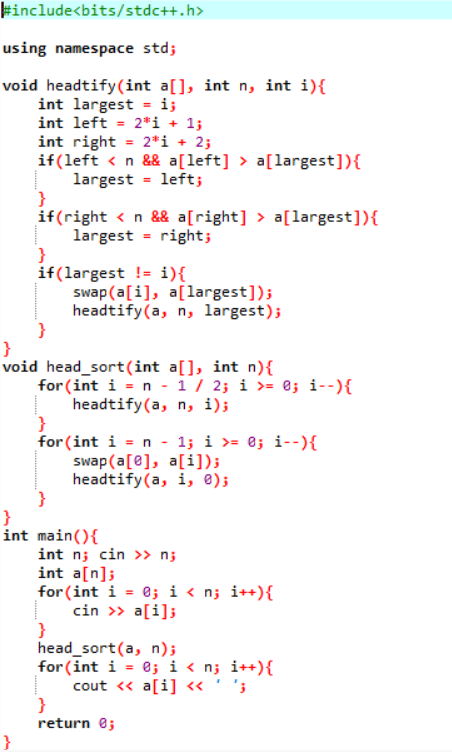 #include<bits/stdc++.h>
using namespace std;
void headtify(int a[], int n, int i){
int largest = i;
int left = 2*i + 1;
int right = 2*i + 2;
if(left < n && a[left] > a[largest]){
largest = left;
}
if(right < n && a[right] > a[largest]){
largest = right;
}
if(largest != i){
swap(a[i], a[largest]);
headtify(a, n, largest);
}
}
void head_sort(int a[], int n){
for(int i = n - 1 / 2; i >= 0; i--){
headtify(a, n, i);
}
for(int i = n - 1; i >= 0; i--){
swap(a[0], a[i]);
headtify(a, i, 0);
}
}
int main(){
int n; cin >> n;
int a[n];
for(int i = 0; i < n; i++){
cin >> a[i];
}
head_sort(a, n);
for(int i = 0; i < n; i++){
cout << a[i] << ' ';
}
return 0;
}